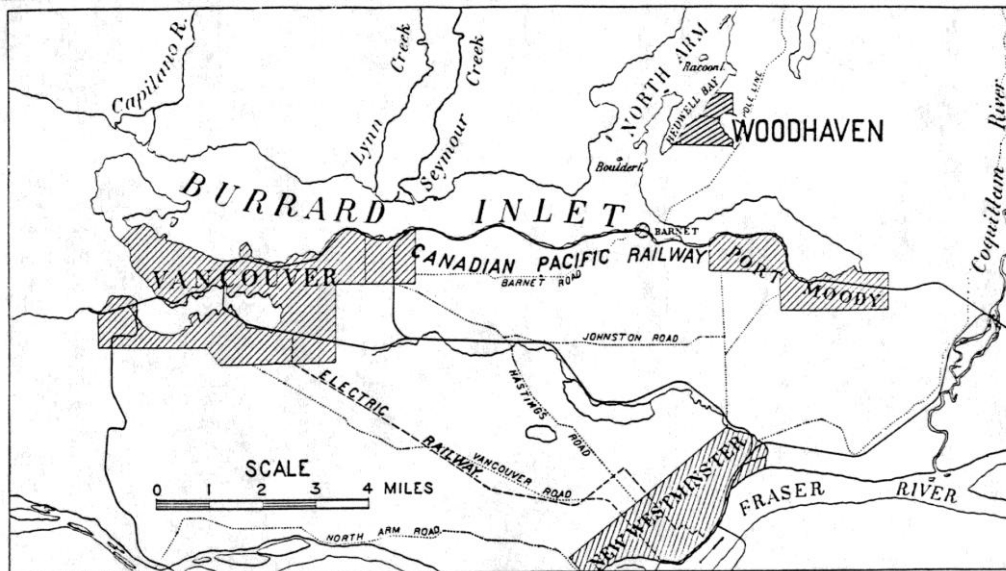 Capilano R.
Lynn
Creek
Seymour
Creek
NORTH ARM
Racoon I.
BEDWELL BAY
POLE LINE
WOODHAVEN
Boulder I.
Coquitlam River
BURRARD INLET
BARNET
CANADIAN PACIFIC RAILWAY
BARNET ROAD
VANCOUVER
PORT
MOODY
JOHNSTON ROAD
ELECTRIC
RAILWAY
HASTINGS
ROAD
VANCOUVER ROAD
SCALE
0 1 2 3 4 MILES
NEW WESTMINSTER
FRASER RIVER
NORTH ARM ROAD